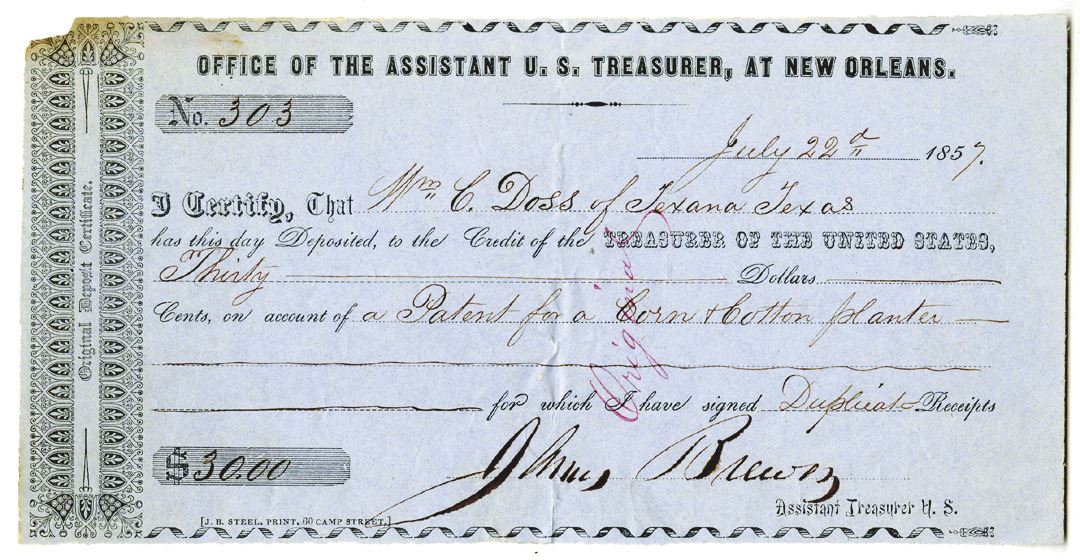 OFFICE OF THE ASSISTANT U. S. TREASURER, AT NEW ORLEANS.
No. 303
July 22d 1857.
I Certify, That Wm C. Doss of Texana Texas
has this day Deposited, to the Credit of the TREASURER OF THE UNITED STATES,
Thirty Dollars
Cents, on account of a Patent for a Corn & Cotton planter
for which I have signed Duplicat Receipts
$30.00
Brewer
Assistant Treasurer U. S.
[J. B. STEEL, PRINT, 60 CAMP STREET.]
Original Deposit Certificate.
Original